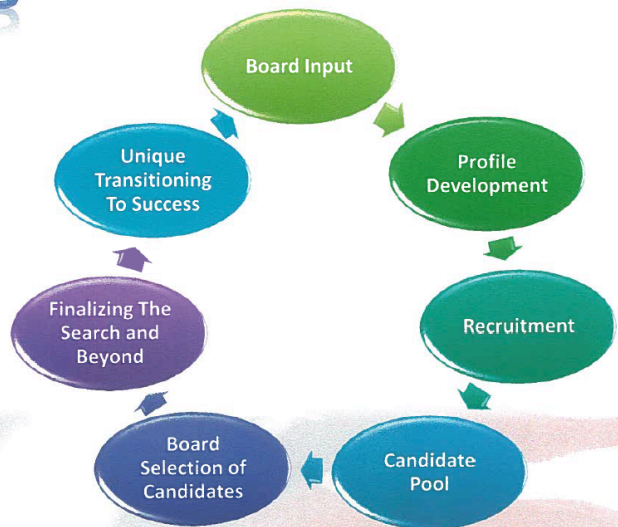 Board Input
Profile
Development
Recruitment
Candidate
Pool
Board
Selection of
Candidates
Finalizing The
Search and
Beyond
Unique
Transitioning
To Success